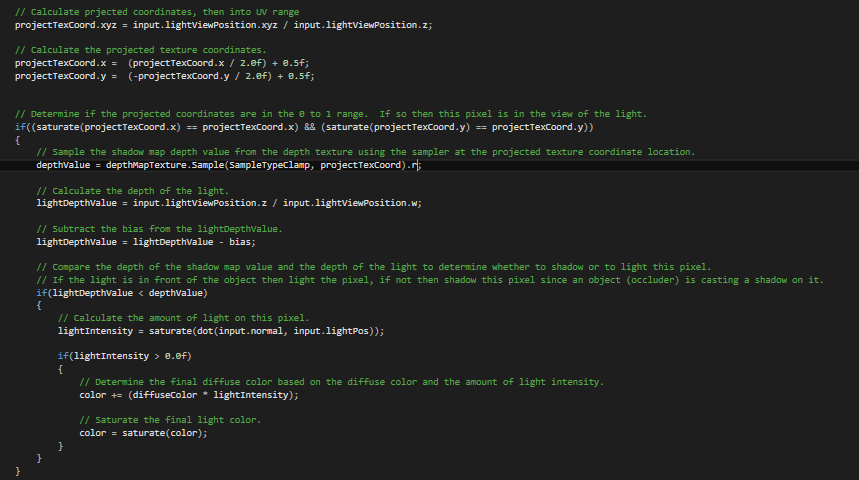 // Calculate prjected coordinates, then into UV range
projectTexCoord.xyz = input.lightViewPosition.xyz / input.lightViewPosition.z;
// Calculate the projected texture coordinates.
projectTexCoord.x =  (projectTexCoord.x / 2.0f) + 0.5f;
projectTexCoord.y =  (-projectTexCoord.y / 2.0f) + 0.5f;
// Determine if the projected coordinates are in the 0 to 1 range.  If so then this pixel is in the view of the light.
if((saturate(projectTexCoord.x) == projectTexCoord.x) && (saturate(projectTexCoord.y) == projectTexCoord.y))
{
// Sample the shadow map depth value from the depth texture using the sampler at the projected texture coordinate location.
depthValue = depthMapTexture.Sample(SampleTypeClamp, projectTexCoord).r;
// Calculate the depth of the light.
lightDepthValue = input.lightViewPosition.z / input.lightViewPosition.w;
// Subtract the bias from the lightDepthValue.
lightDepthValue = lightDepthValue - bias;
// Compare the depth of the shadow map value and the depth of the light to determine whether to shadow or to light this pixel.
// If the light is in front of the object then light the pixel, if not then shadow this pixel since an object (occluder) is casting a shadow on it.
if(lightDepthValue < depthValue)
{
// Calculate the amount of light on this pixel.
lightIntensity = saturate(dot(input.normal, input.lightPos));
if(lightIntensity > 0.0f)
{
// Determine the final diffuse color based on the diffuse color and the amount of light intensity.
color += (diffuseColor * lightIntensity);
// Saturate the final light color.
color = saturate(color);
}
}
}